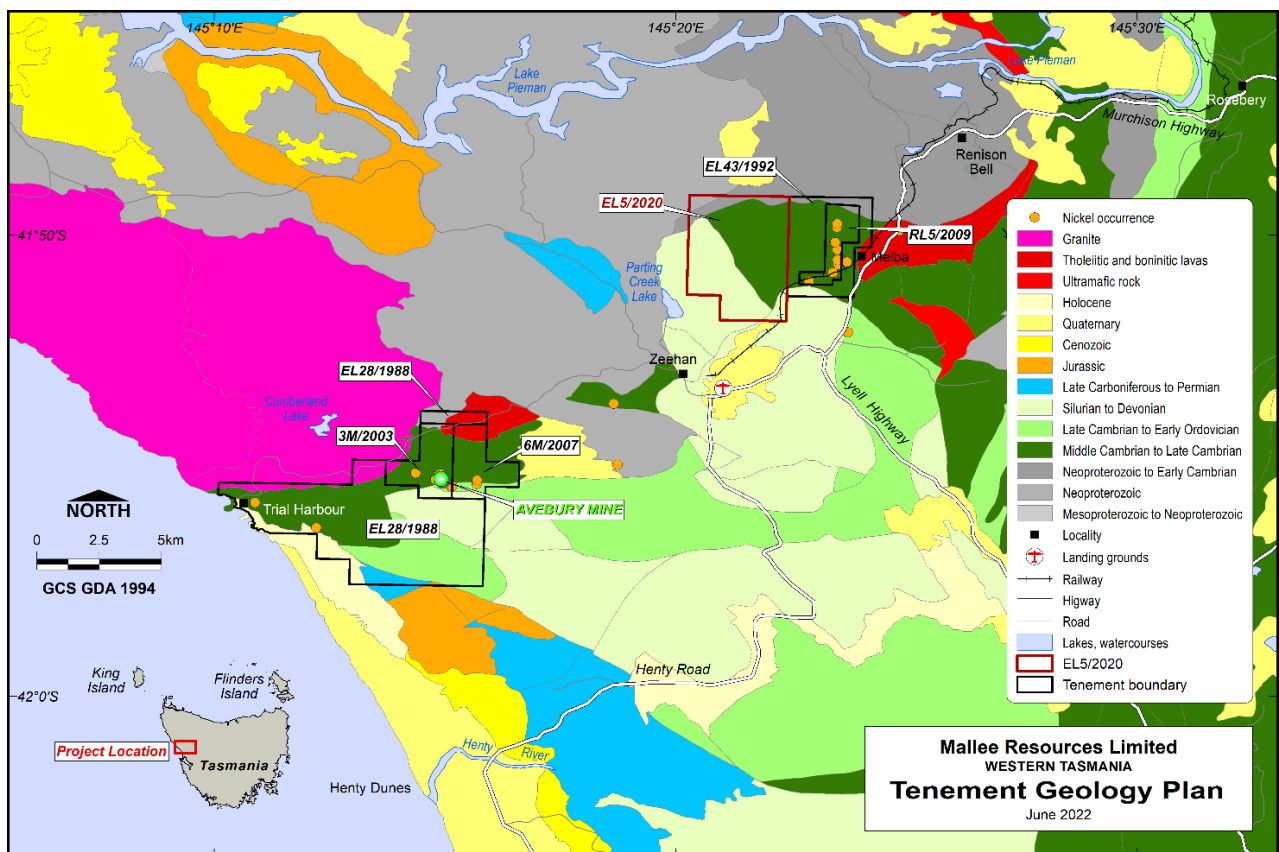 145°10'E
145°20'E
145°30'E
Lake
Pieman
Lake Pieman
Rosebery
Murchison Highway
Renison
Bell
EL43/1992
EL5/2020
RL5/2009
41°50'S
Melba
Parting
Creek
Lake
Zeehan
EL28/1988
Cumberland
Lake
3M/2003
6M/2007
Lyell Highway
AVEBURY MINE
Trial Harbour
EL28/1988
NORTH
0 2.5 5km
GCS GDA 1994
Henty Road
42°0'S
King
Island
Flinders
Island
Project Location
Tasmania
Henty River
Henty Dunes
Nickel occurrence
Granite
Tholeiitic and boninitic lavas
Ultramafic rock
Holocene
Quaternary
Cenozoic
Jurassic
Late Carboniferous to Permian
Silurian to Devonian
Late Cambrian to Early Ordovician
Middle Cambrian to Late Cambrian
Neoproterozoic to Early Cambrian
Neoproterozoic
Mesoproterozoic to Neoproterozoic
Locality
Landing grounds
Railway
Higway
Road
Lakes, watercourses
EL5/2020
Tenement boundary
Mallee Resources Limited
WESTERN TASMANIA
Tenement Geology Plan
June 2022